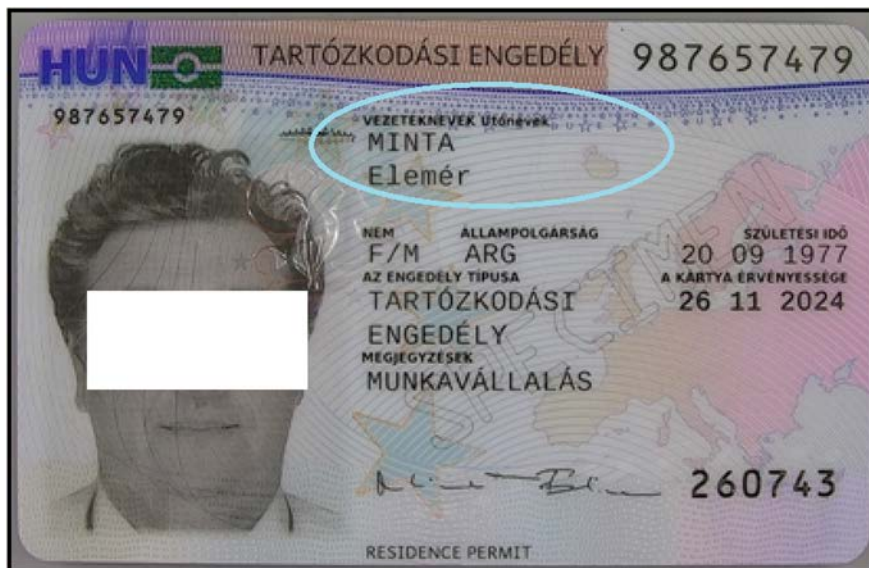 HUN
TARTÓZKODÁSI ENGEDÉLY 987657479
987657479
VEZETÉKNEVEK Utónevek
MINTA
Elemér
NEM ÁLLAMPOLGÁRSÁG SZÜLETÉSI IDŐ
F/M ARG 20 09 1977
AZ ENGEDÉLY TÍPUSA A KÁRTYA ÉRVÉNYESSÉGE
TARTÓZKODÁSI 26 11 2024
ENGEDÉLY
MEGJEGYZÉSEK
MUNKAVÁLLALÁS
SPECIMEN
260743
RESIDENCE PERMIT